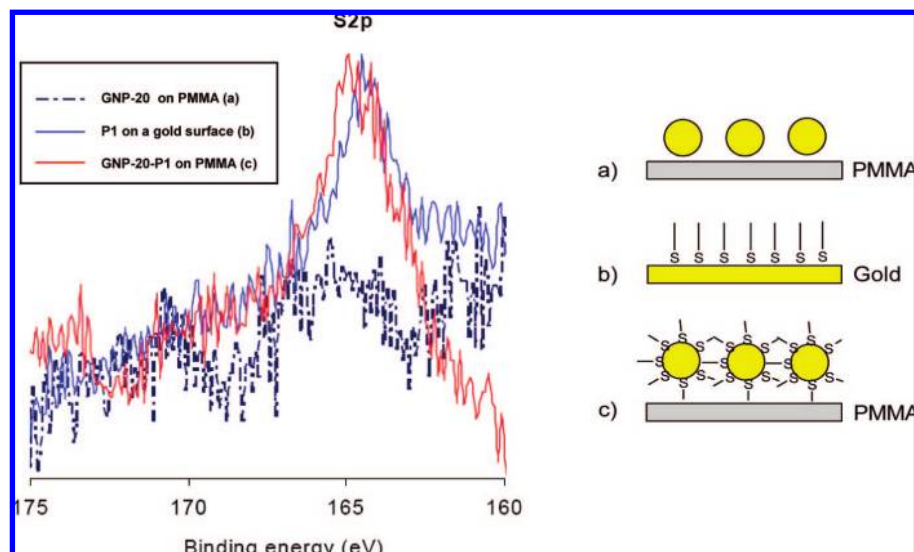 S2p
GNP-20 on PMMA (a)
P1 on a gold surface (b)
GNP-20-P1 on PMMA (c)
175 170 165 160
Binding energy (eV)
a) PMMA
S S S S S S S
b) Gold
S S S S S S S S S S S S S S S S S S
c) PMMA